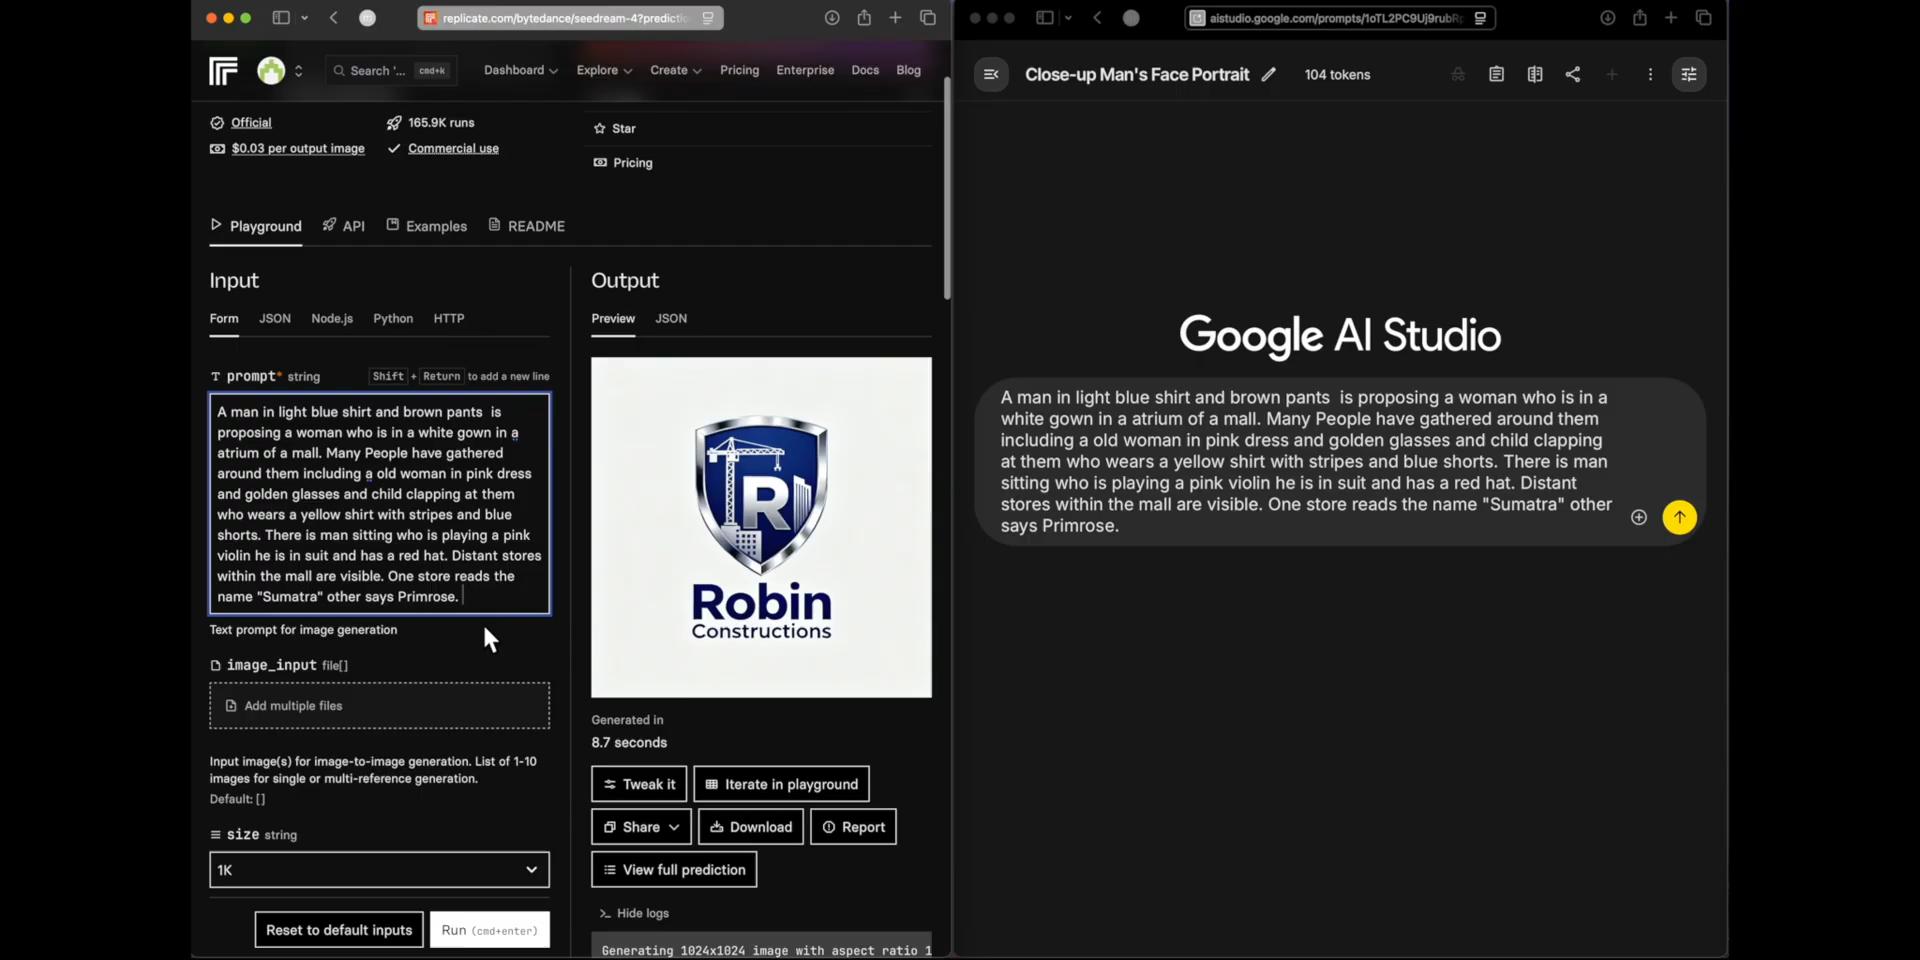 replicate.com/bytedance/seedream-4?predictio
Search '... cmd+k
Dashboard
Explore
Create
Pricing
Enterprise
Docs
Blog
Official
165.9K runs
$0.03 per output image
Commercial use
Star
Pricing
Playground
API
Examples
README
Input
Form
JSON
Node.js
Python
HTTP
prompt* string
Shift + Return to add a new line
A man in light blue shirt and brown pants  is
proposing a woman who is in a white gown in a
atrium of a mall. Many People have gathered
around them including a old woman in pink dress
and golden glasses and child clapping at them
who wears a yellow shirt with stripes and blue
shorts. There is man sitting who is playing a pink
violin he is in suit and has a red hat. Distant stores
within the mall are visible. One store reads the
name "Sumatra" other says Primrose.
Text prompt for image generation
image_input file[]
Add multiple files
Input image(s) for image-to-image generation. List of 1-10
images for single or multi-reference generation.
Default: []
size string
1K
Reset to default inputs
Run (cmd+enter)
Output
Preview
JSON
R
Robin
Constructions
Generated in
8.7 seconds
Tweak it
Iterate in playground
Share
Download
Report
View full prediction
Hide logs
Generating 1024x1024 image with aspect ratio 1
aistudio.google.com/prompts/1oTL2PC9Uj9rubR
Close-up Man's Face Portrait
104 tokens
Google AI Studio
A man in light blue shirt and brown pants  is proposing a woman who is in a
white gown in a atrium of a mall. Many People have gathered around them
including a old woman in pink dress and golden glasses and child clapping
at them who wears a yellow shirt with stripes and blue shorts. There is man
sitting who is playing a pink violin he is in suit and has a red hat. Distant
stores within the mall are visible. One store reads the name "Sumatra" other
says Primrose.